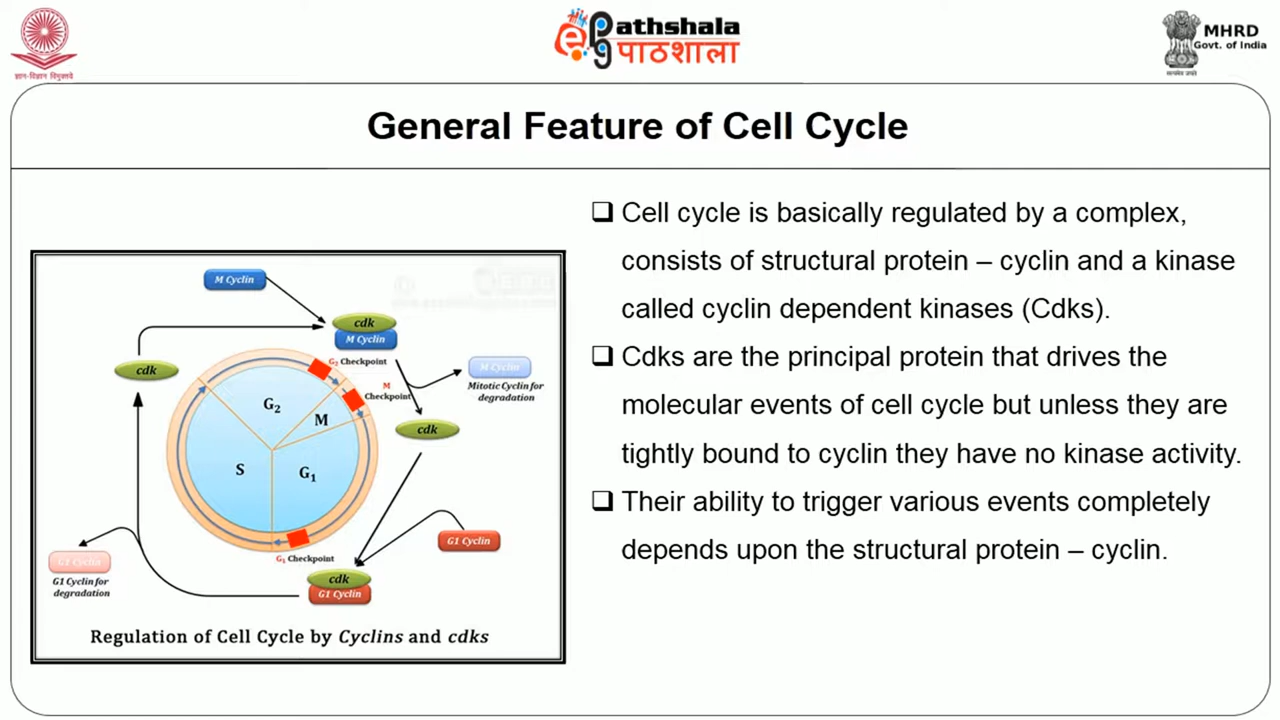 ज्ञान-विज्ञान विमुक्तये
ePathshala
पाठशाला
सत्यमेव जयते
MHRD
Govt. of India
General Feature of Cell Cycle
❑ Cell cycle is basically regulated by a complex,
consists of structural protein – cyclin and a kinase
called cyclin dependent kinases (Cdks).
❑ Cdks are the principal protein that drives the
molecular events of cell cycle but unless they are
tightly bound to cyclin they have no kinase activity.
❑ Their ability to trigger various events completely
depends upon the structural protein – cyclin.
M Cyclin
cdk
M Cyclin
G₂ Checkpoint
M
Checkpoint
M Cyclin
Mitotic Cyclin for
degradation
cdk
cdk
G₂
M
S
G₁
G1 Cyclin
G₁ Checkpoint
G1 Cyclin
G1 Cyclin for
degradation
cdk
G1 Cyclin
Regulation of Cell Cycle by Cyclins and cdks